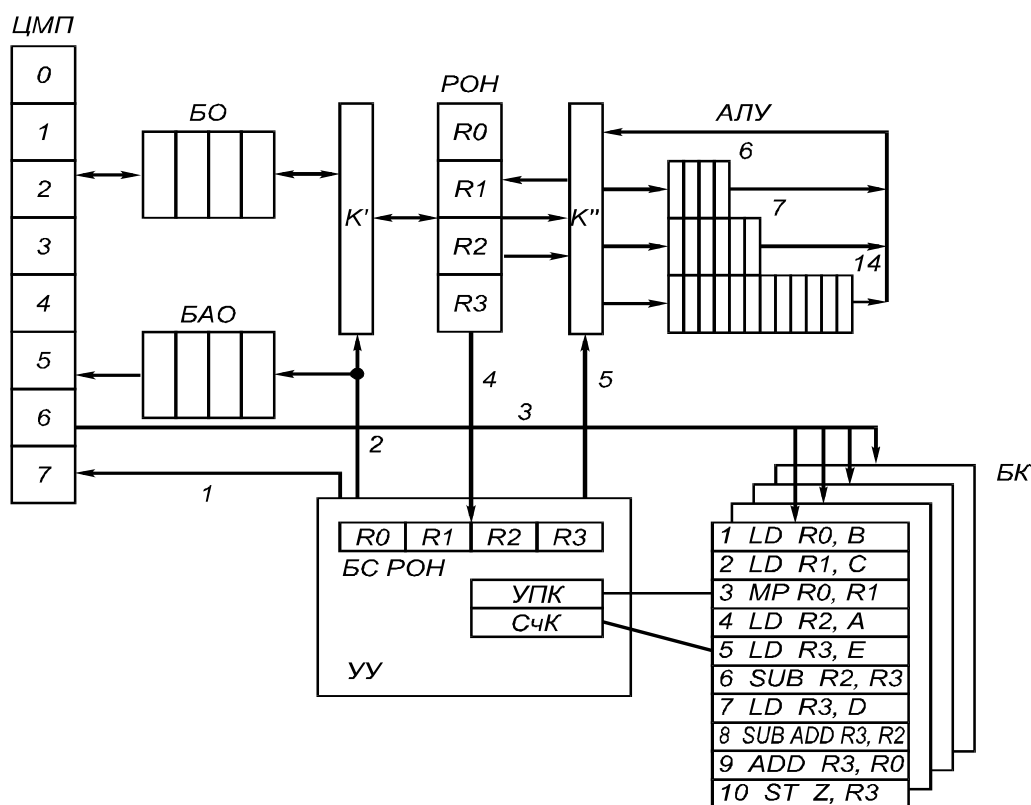 ЦМП
0
1
2
3
4
5
6
7
БО
БАО
К'
РОН
R0
R1
R2
R3
К''
АЛУ
6
7
14
4
5
3
2
1
R0 R1 R2 R3
БС РОН
УПК
СчК
УУ
БК
1 LD R0, B
2 LD R1, C
3 MP R0, R1
4 LD R2, A
5 LD R3, E
6 SUB R2, R3
7 LD R3, D
8 SUB ADD R3, R2
9 ADD R3, R0
10 ST Z, R3